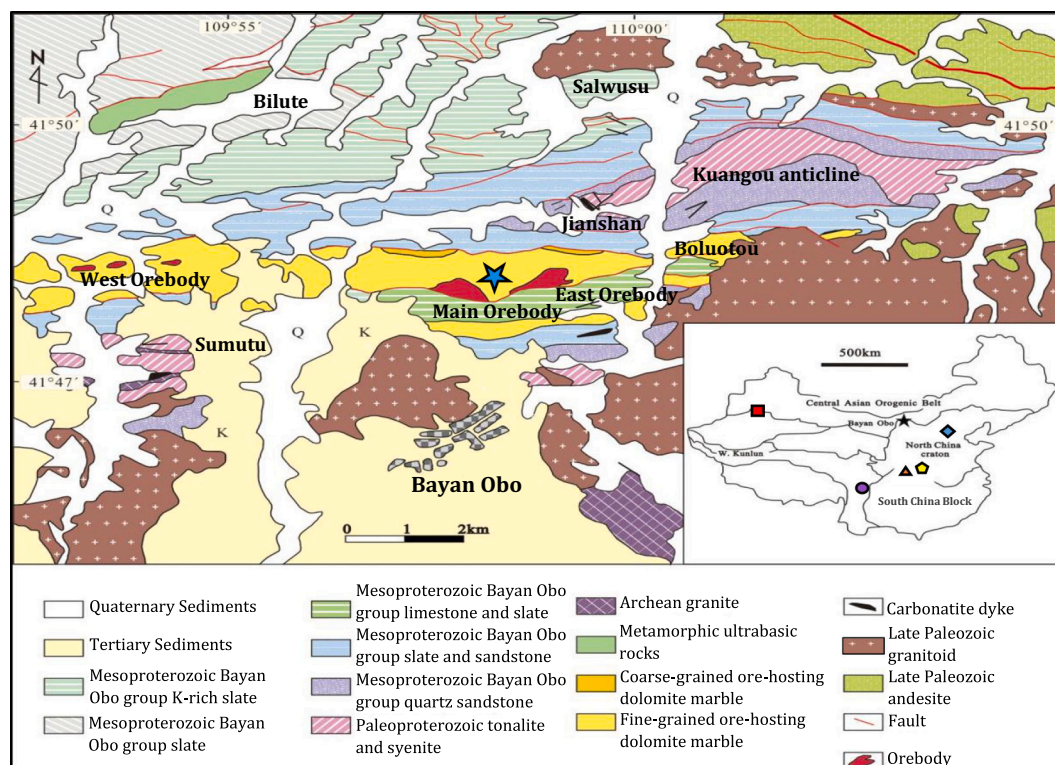 109°55´
110°00´
N
Salwusu
Bilute
Q
41°50´
41°50´
Kuangou anticline
Q
Jianshan
Boluotou
West Orebody
East Orebody
Main Orebody
Q
K
Sumutu
41°47´
K
Bayan Obo
0 1 2km
500km
Central Asian Orogenic Belt
Bayan Obo
W. Kunlun
North China
craton
South China Block
Quaternary Sediments
Tertiary Sediments
Mesoproterozoic Bayan
Obo group K-rich slate
Mesoproterozoic Bayan
Obo group slate
Mesoproterozoic Bayan Obo
group limestone and slate
Mesoproterozoic Bayan Obo
group slate and sandstone
Mesoproterozoic Bayan Obo
group quartz sandstone
Paleoproterozoic tonalite
and syenite
Archean granite
Metamorphic ultrabasic
rocks
Coarse-grained ore-hosting
dolomite marble
Fine-grained ore-hosting
dolomite marble
Carbonatite dyke
Late Paleozoic
granitoid
Late Paleozoic
andesite
Fault
Orebody